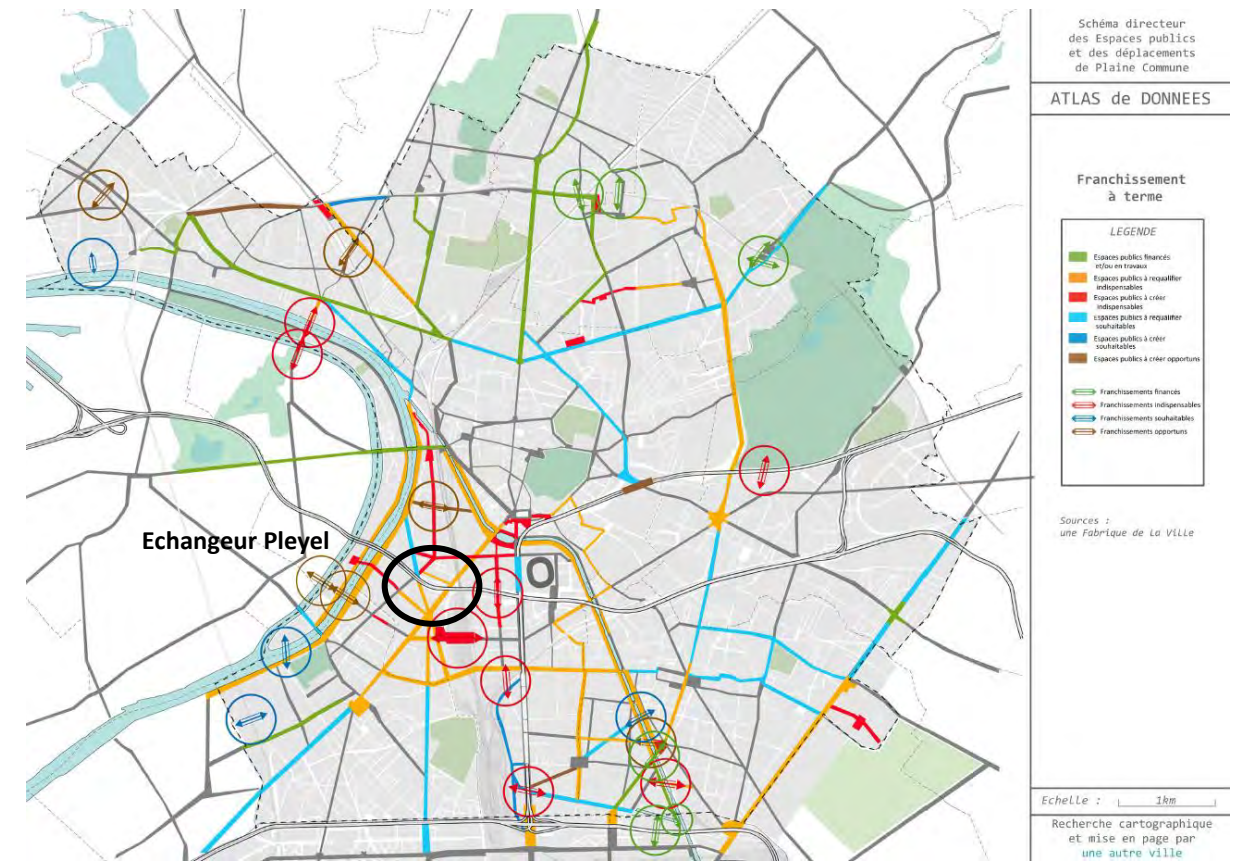 Echangeur Pleyel
Schéma directeur
des Espaces publics
et des déplacements
de Plaine Commune
ATLAS de DONNEES
Franchissement
à terme
LEGENDE
Espaces publics financés
et/ou en travaux
Espaces publics à requalifier
indispensables
Espaces publics à créer
indispensables
Espaces publics à requalifier
souhaitables
Espaces publics à créer
souhaitables
Espaces publics à créer opportuns
Franchissements financés
Franchissements indispensables
Franchissements souhaitables
Franchissements opportuns
Sources :
une Fabrique de La Ville
Echelle : 1km
Recherche cartographique
et mise en page par
une autre ville